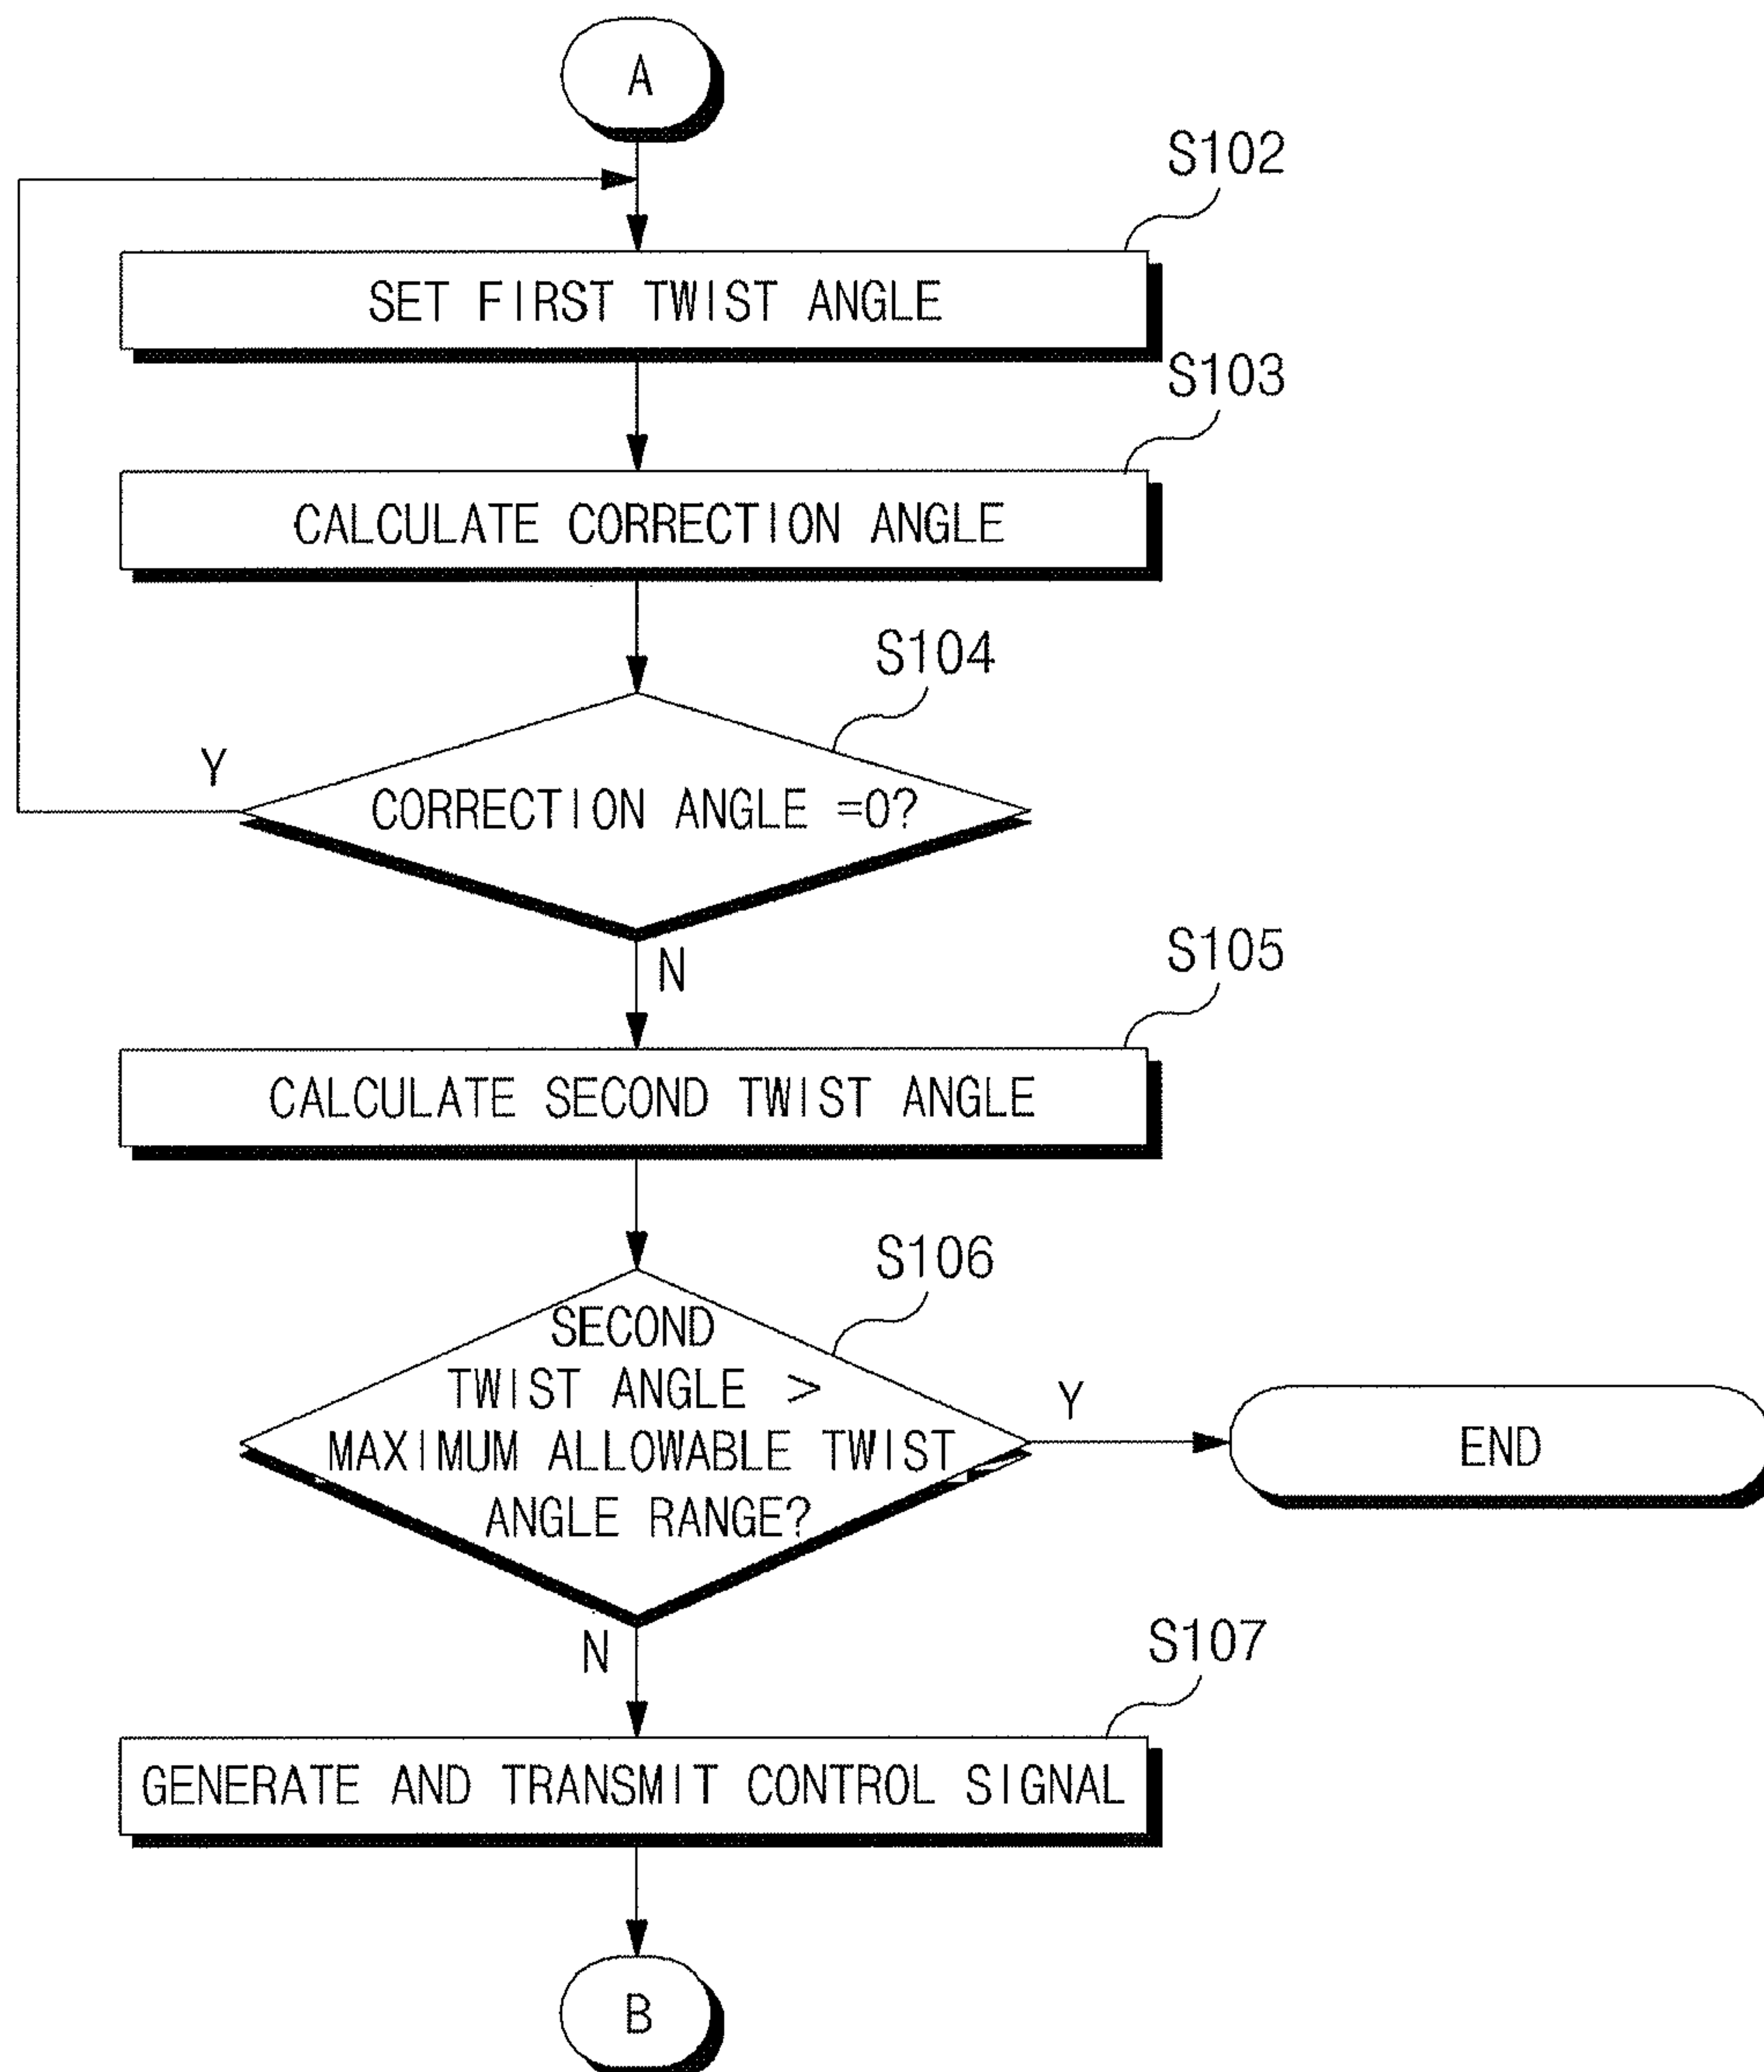 A
S102
SET FIRST TWIST ANGLE
S103
CALCULATE CORRECTION ANGLE
S104
Y
CORRECTION ANGLE =0?
N
S105
CALCULATE SECOND TWIST ANGLE
S106
SECOND
TWIST ANGLE >
MAXIMUM ALLOWABLE TWIST
ANGLE RANGE?
Y
END
N
S107
GENERATE AND TRANSMIT CONTROL SIGNAL
B